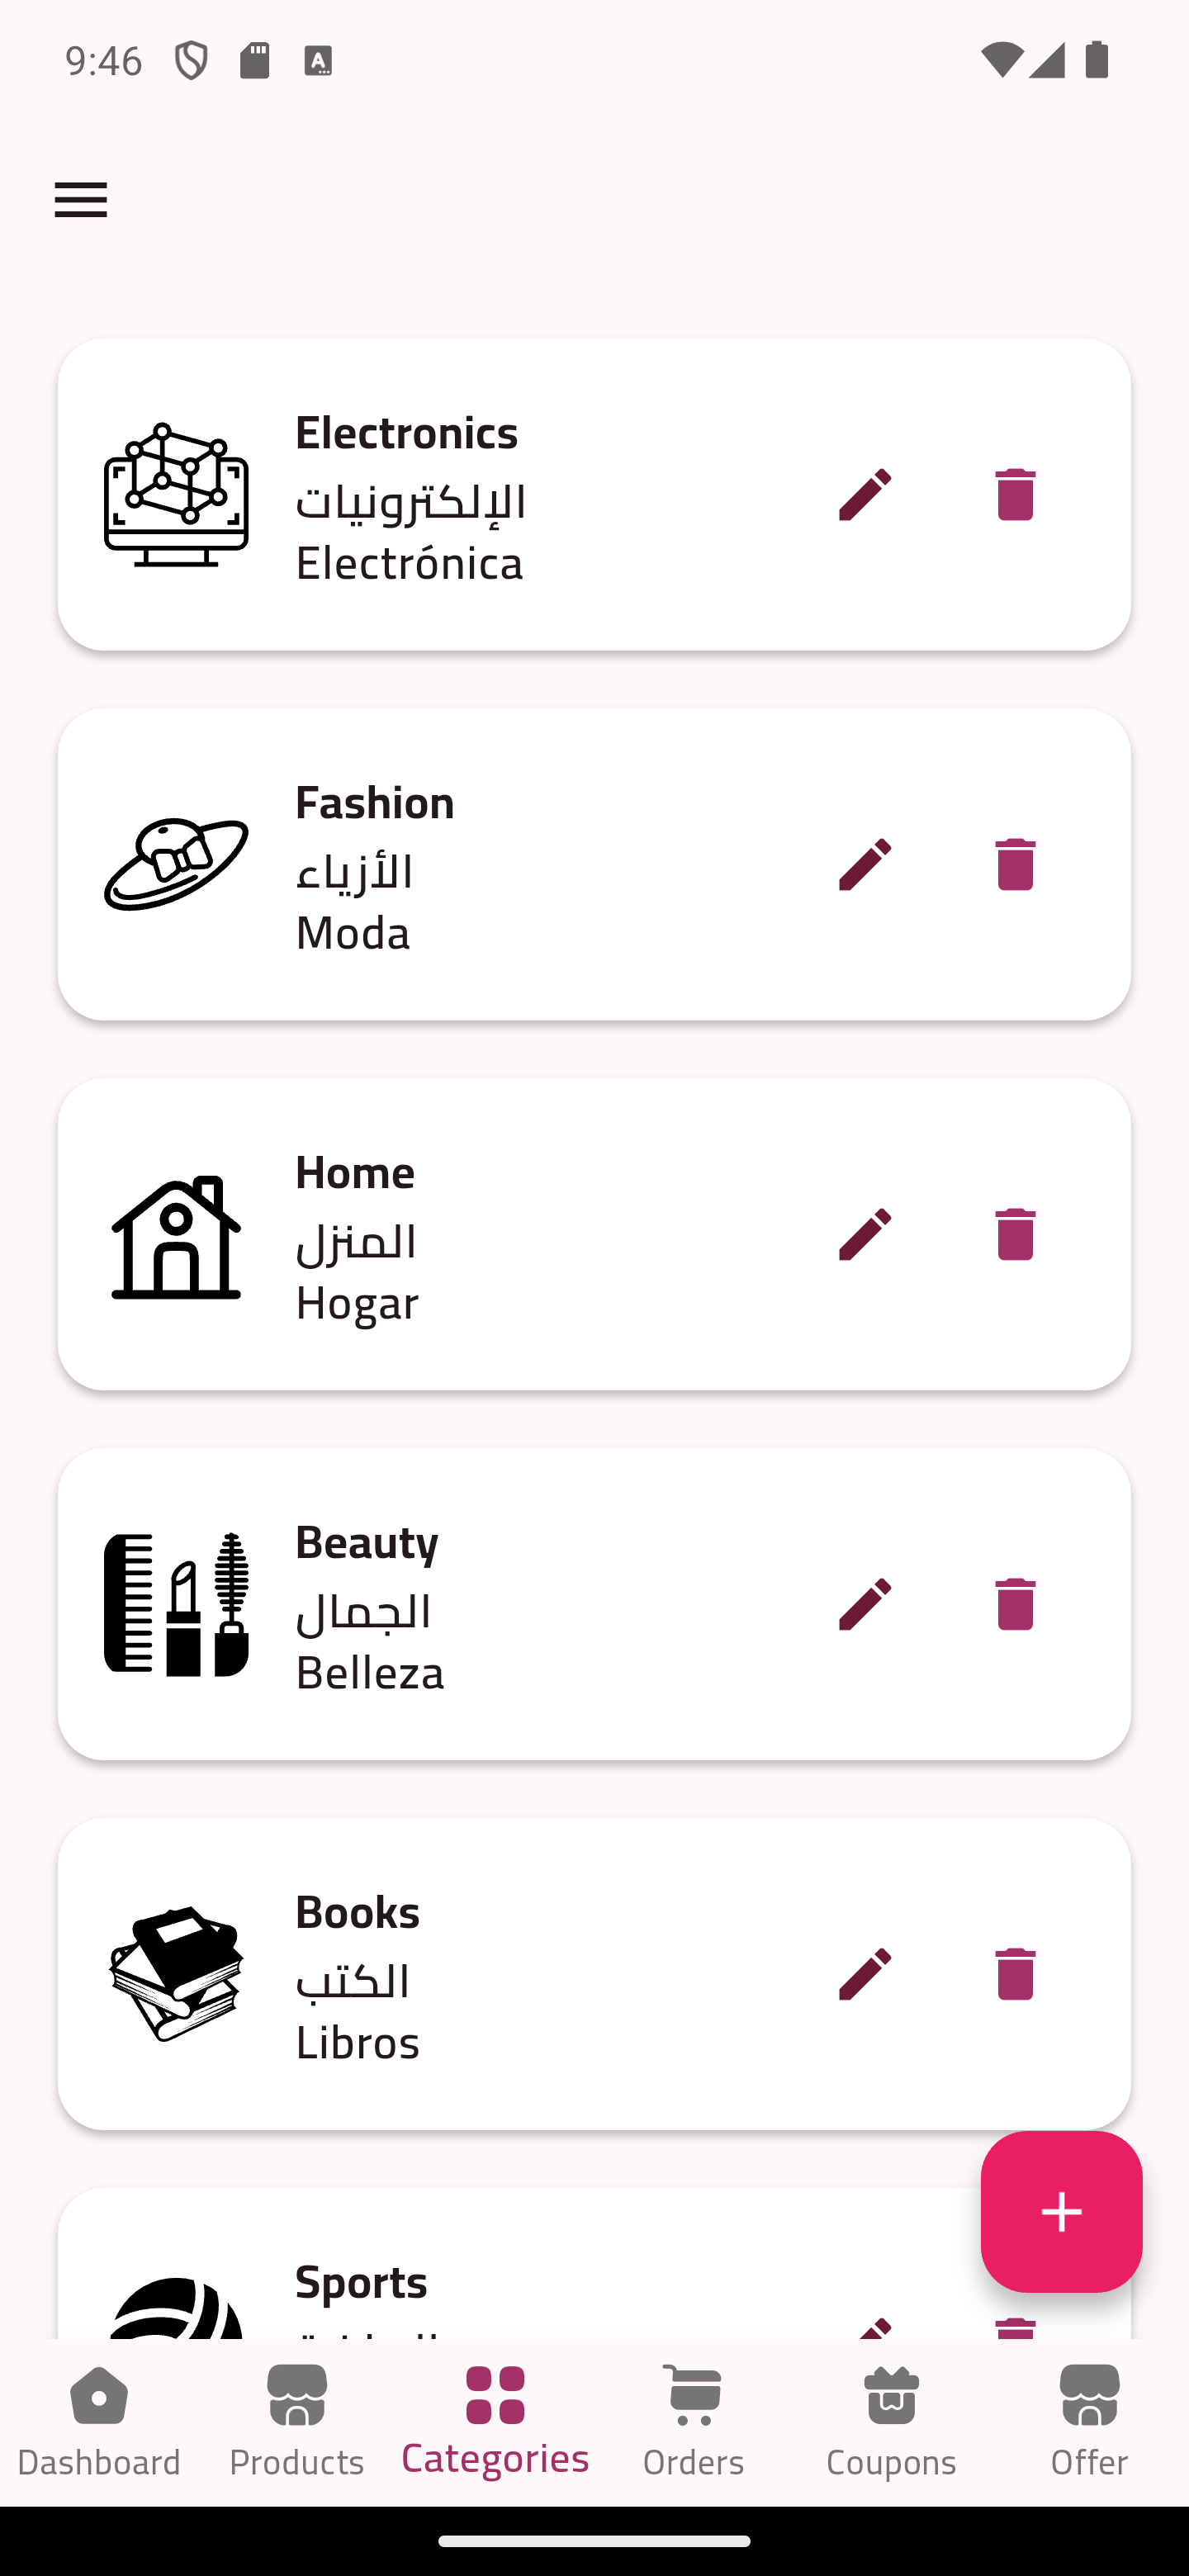 9:46
Electronics
الإلكترونيات
Electrónica
Fashion
الأزياء
Moda
Home
المنزل
Hogar
Beauty
الجمال
Belleza
Books
الكتب
Libros
Sports
Dashboard
Products
Categories
Orders
Coupons
Offer